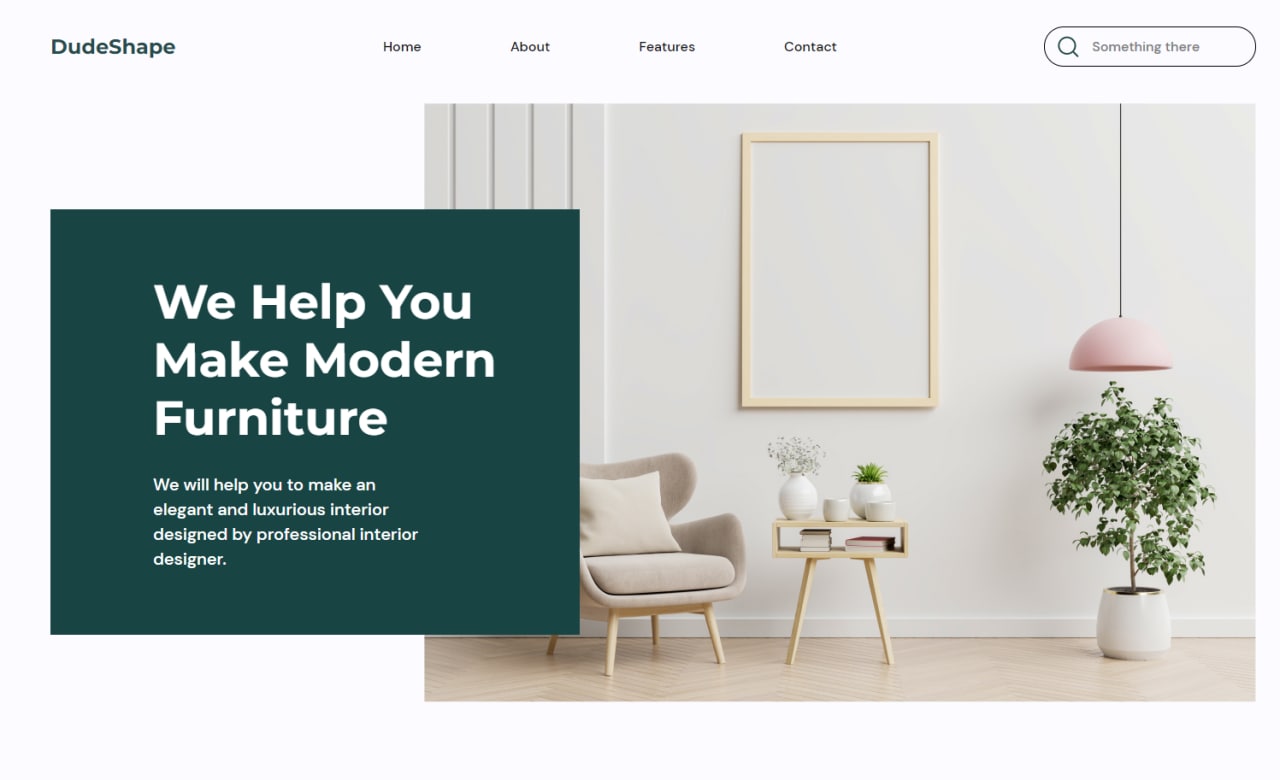 DudeShape
Home
About
Features
Contact
Something there
We Help You
Make Modern
Furniture
We will help you to make an
elegant and luxurious interior
designed by professional interior
designer.